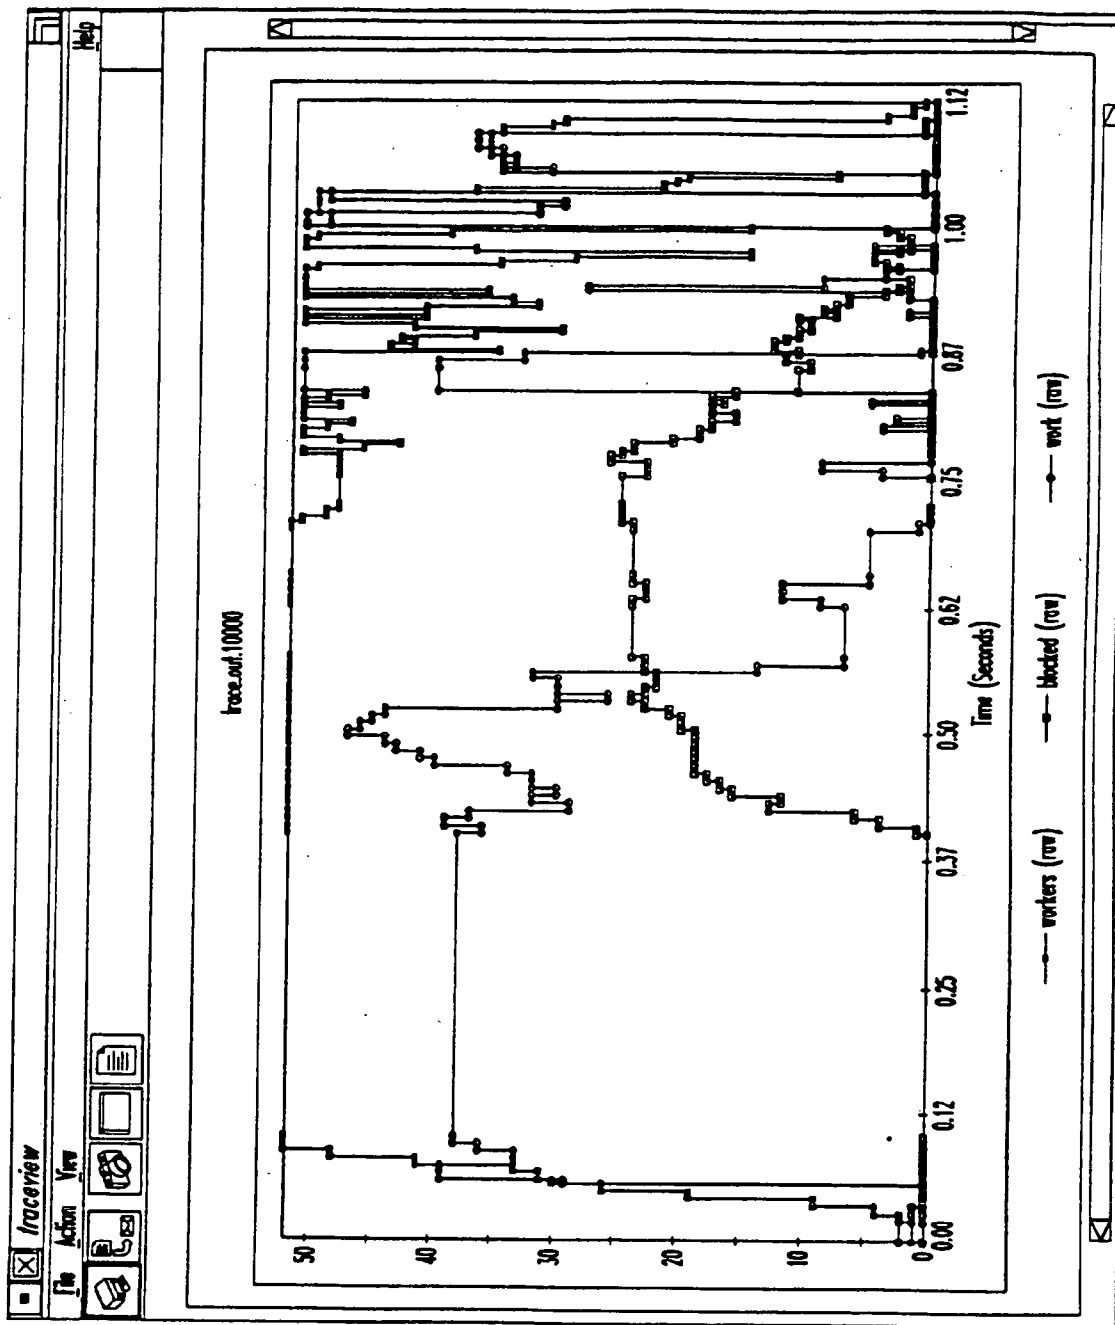 traceview
File Action View Help
trace.out.10000
50
40
30
20
10
0
0.00 0.12 0.25 0.37 0.50 0.62 0.75 0.87 1.00 1.12
Time (Seconds)
workers (raw) blocked (raw) work (raw)